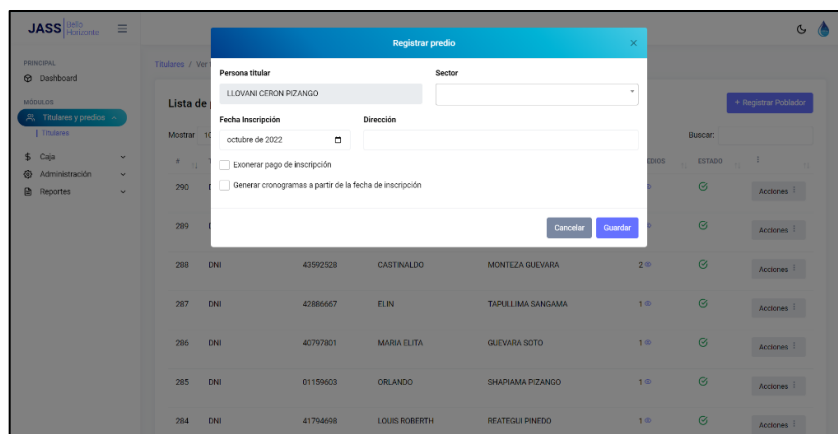 JASS Bello Horizonte
PRINCIPAL
Dashboard
MÓDULOS
Titulares y predios
Titulares
Caja
Administración
Reportes
Titulares / Ver
Lista de
+ Registrar Poblador
Mostrar 10
Buscar:
# ESTADO
Registrar predio
Persona titular Sector
LLOVANI CERON PIZANGO
Fecha Inscripción Dirección
octubre de 2022
Exonerar pago de inscripción
Generar cronogramas a partir de la fecha de inscripción
Cancelar Guardar
290 Acciones
289 Acciones
288 DNI 43592528 CASTINALDO MONTEZA GUEVARA 2 Acciones
287 DNI 42886667 ELIN TAPULLIMA SANGAMA 1 Acciones
286 DNI 40797801 MARIA ELITA GUEVARA SOTO 1 Acciones
285 DNI 01159603 ORLANDO SHAPIAMA PIZANGO 1 Acciones
284 DNI 41794698 LOUIS ROBERTH REATEGUI PINEDO 1 Acciones